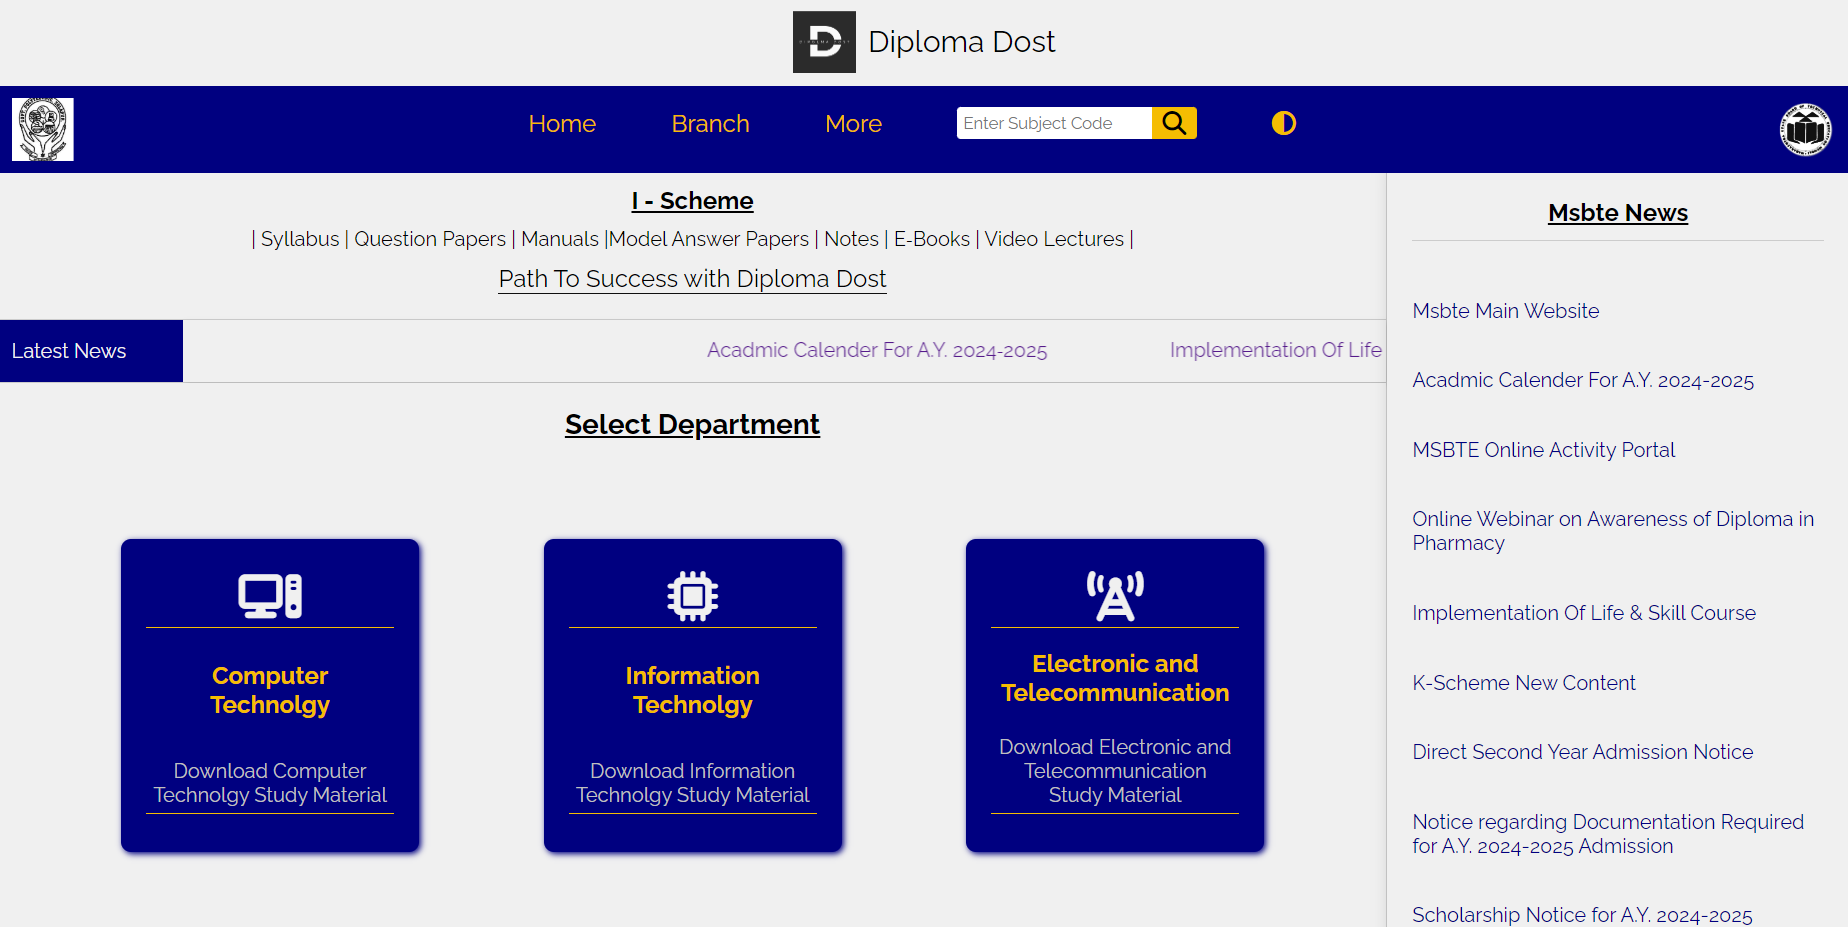 Diploma Dost
Home
Branch
More
Enter Subject Code
I - Scheme
| Syllabus | Question Papers | Manuals |Model Answer Papers | Notes | E-Books | Video Lectures |
Path To Success with Diploma Dost
Latest News
Acadmic Calender For A.Y. 2024-2025
Implementation Of Life
Select Department
Computer
Technolgy
Download Computer
Technolgy Study Material
Information
Technolgy
Download Information
Technolgy Study Material
Electronic and
Telecommunication
Download Electronic and
Telecommunication
Study Material
Msbte News
Msbte Main Website
Acadmic Calender For A.Y. 2024-2025
MSBTE Online Activity Portal
Online Webinar on Awareness of Diploma in
Pharmacy
Implementation Of Life & Skill Course
K-Scheme New Content
Direct Second Year Admission Notice
Notice regarding Documentation Required
for A.Y. 2024-2025 Admission
Scholarship Notice for A.Y. 2024-2025